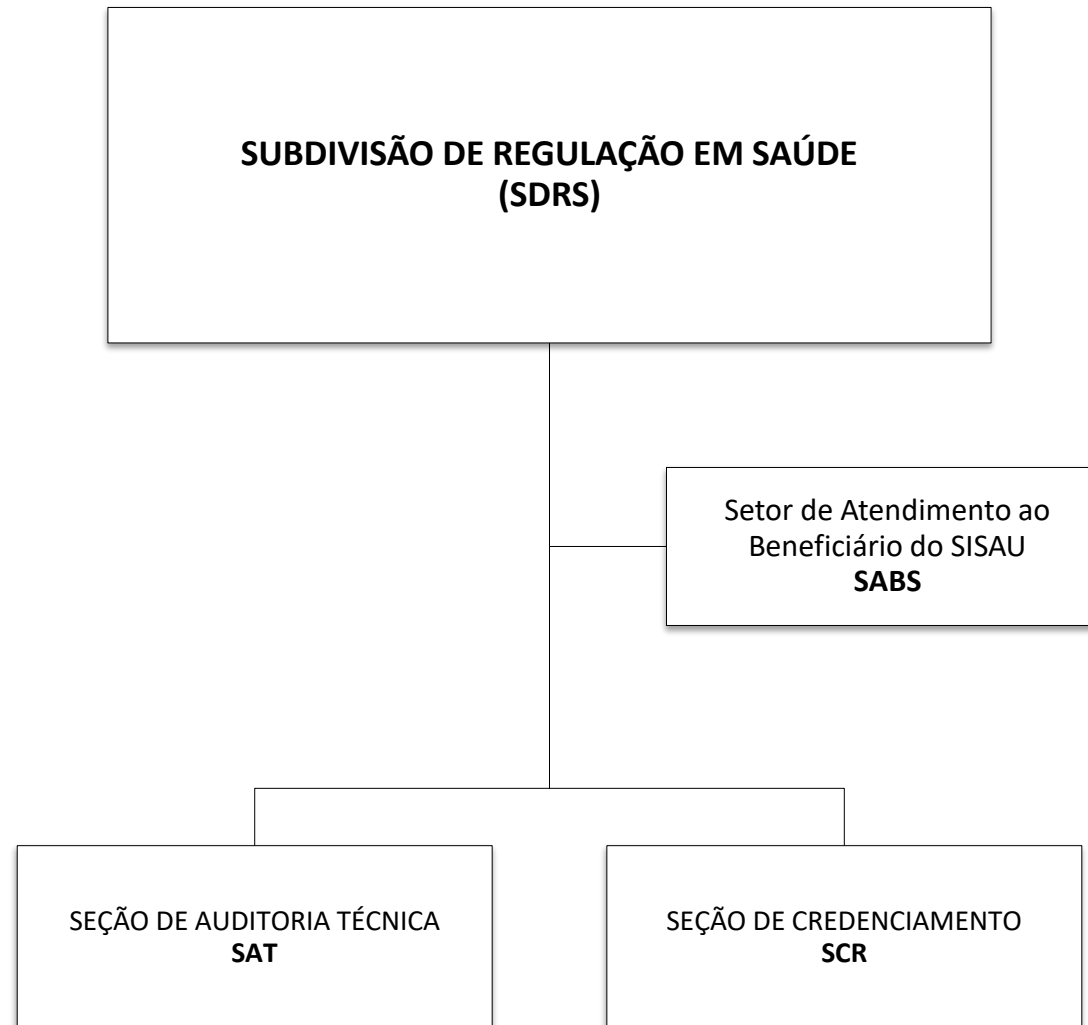 SUBDIVISÃO DE REGULAÇÃO EM SAÚDE
(SDRS)
Setor de Atendimento ao
Beneficiário do SISAU
SABS
SEÇÃO DE AUDITORIA TÉCNICA
SAT
SEÇÃO DE CREDENCIAMENTO
SCR